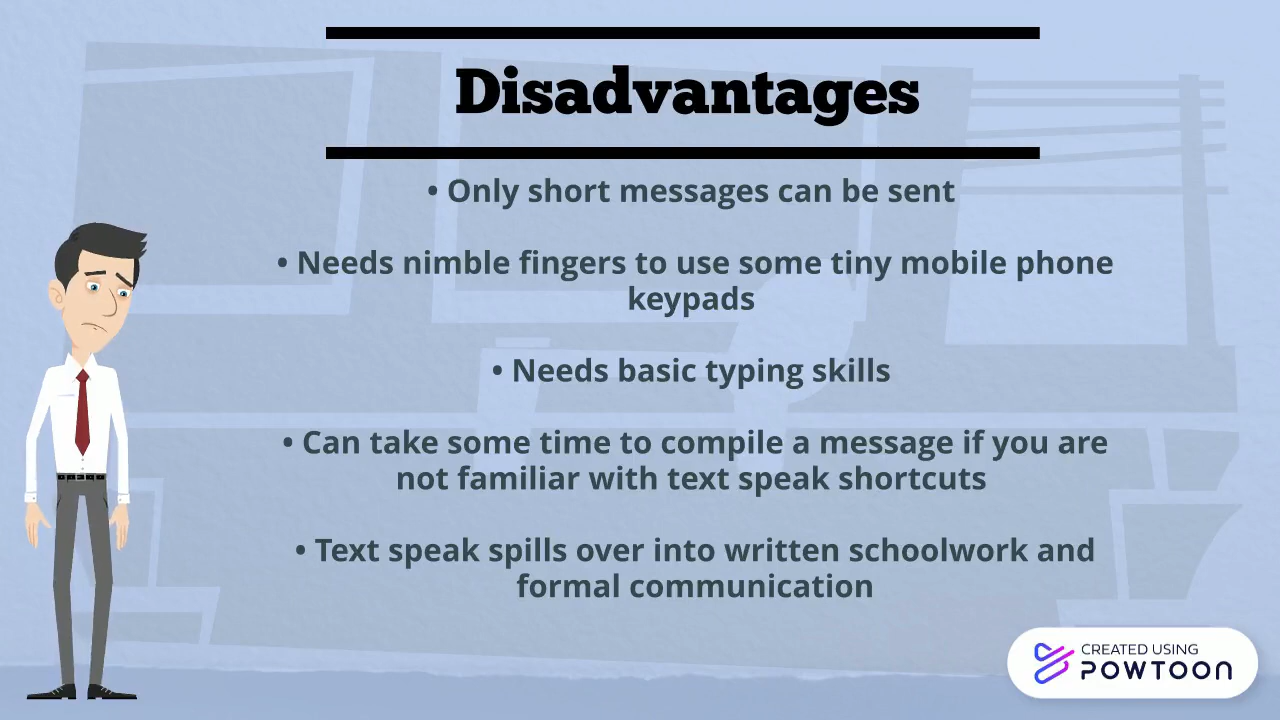 Disadvantages
• Only short messages can be sent
• Needs nimble fingers to use some tiny mobile phone
keypads
• Needs basic typing skills
• Can take some time to compile a message if you are
not familiar with text speak shortcuts
• Text speak spills over into written schoolwork and
formal communication
CREATED USING
POWTOON